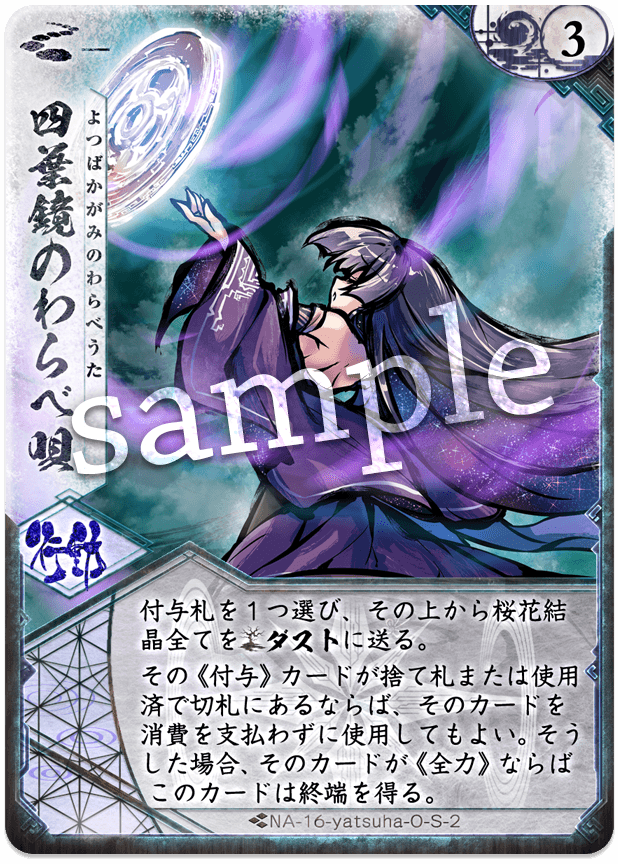 3
四葉鏡のわらべ唄
よつばかがみのわらべうた
sample
行動
付与札を１つ選び、その上から桜花結
晶全てを ダストに送る。
その《付与》カードが捨て札または使用
済で切札にあるならば、そのカードを
消費を支払わずに使用してもよい。そう
した場合、そのカードが《全力》ならば
このカードは終端を得る。
NA-16-yatsuha-O-S-2